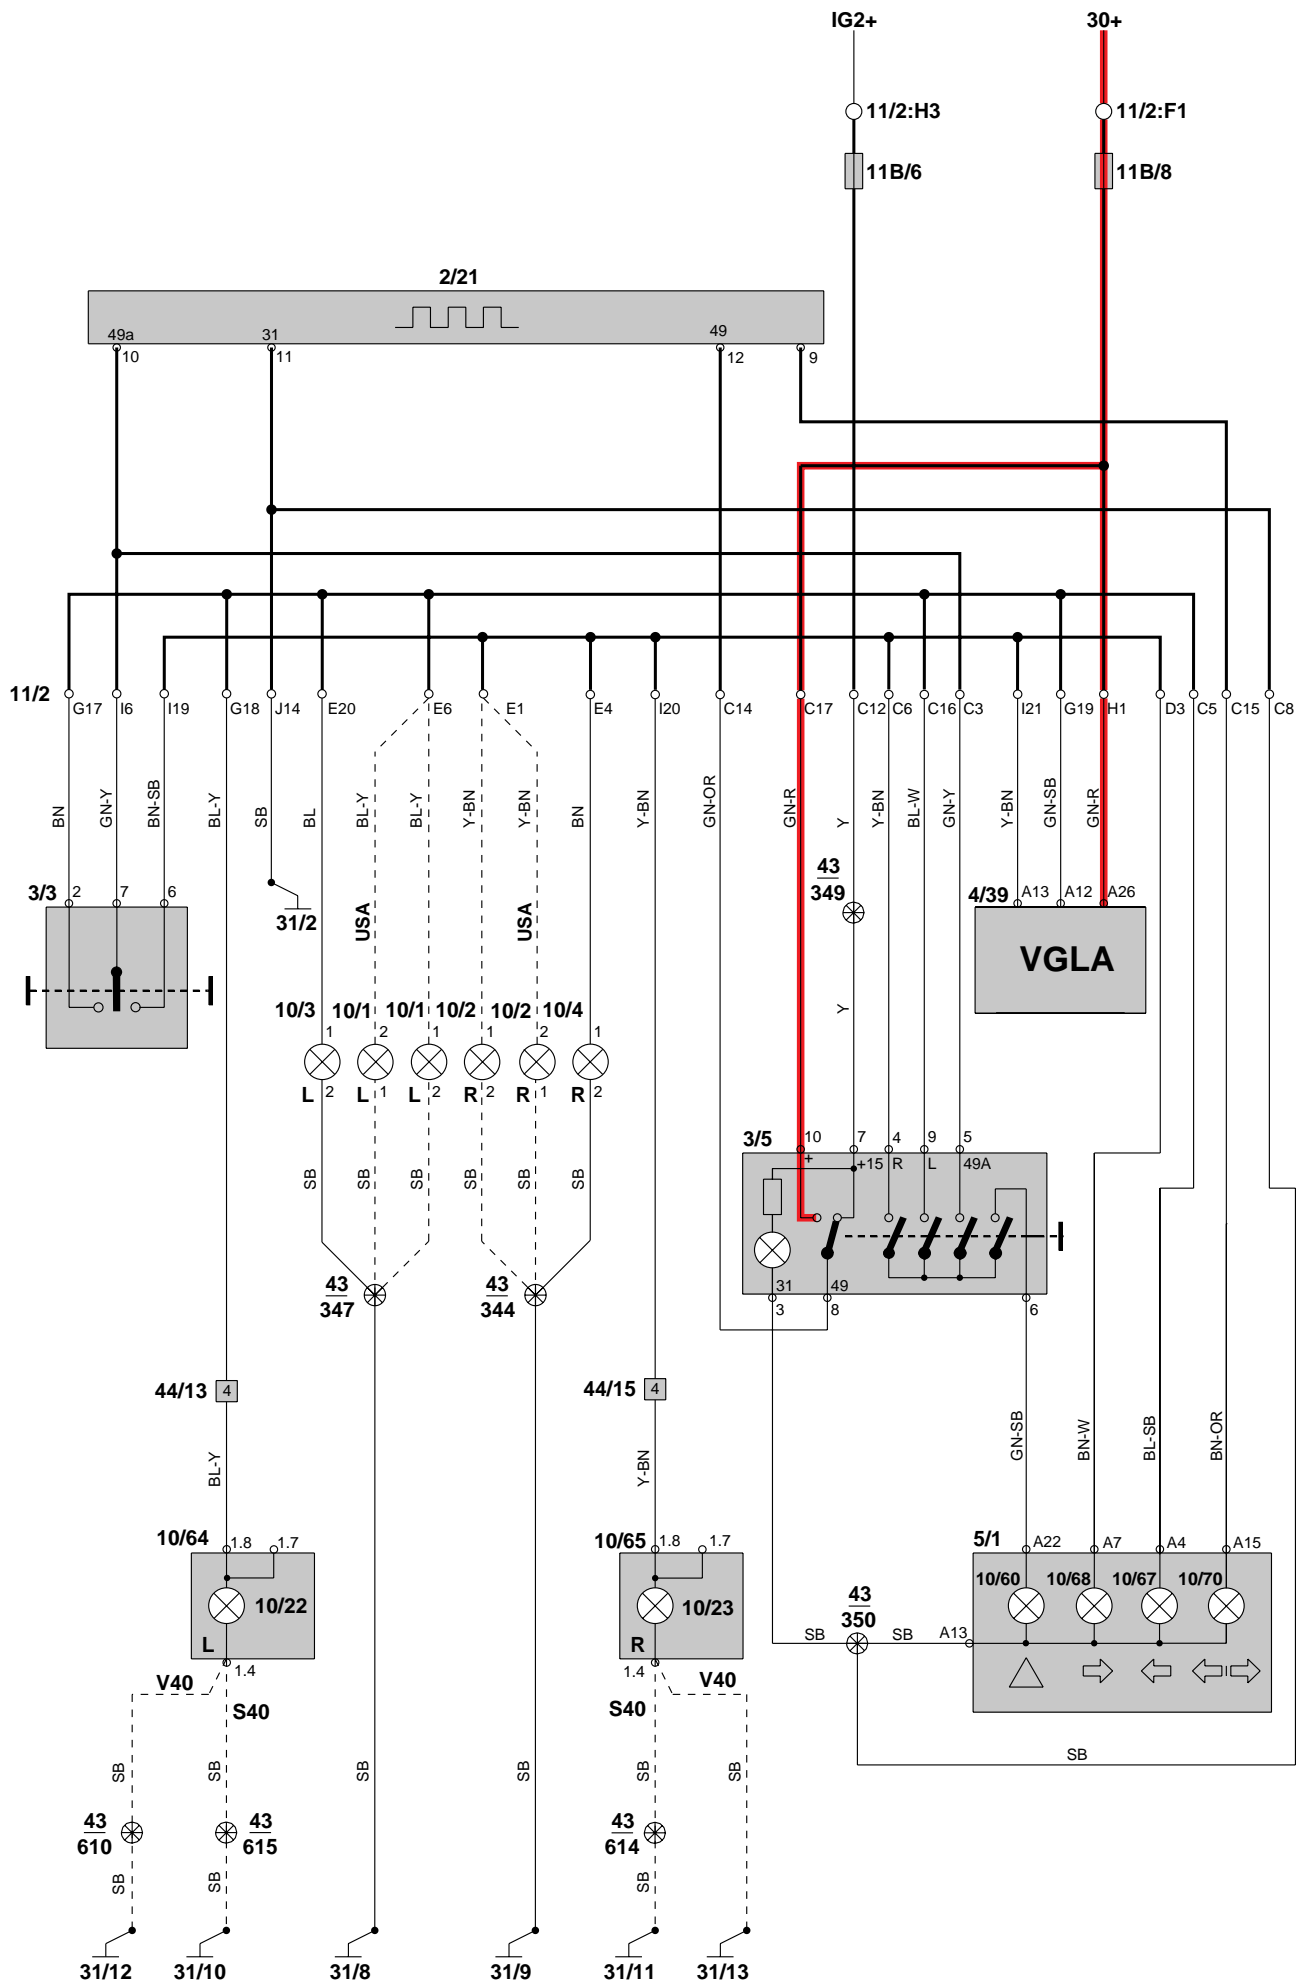 IG2+ 30+
11/2:H3 11/2:F1
11B/6 11B/8
2/21
49a 31 49
10 11 12 9
11/2 G17 I6 I19 G18 J14 E20 E6 E1 E4 I20 C14 C17 C12 C6 C16 C3 I21 G19 H1 D3 C5 C15 C8
BN GN-Y BN-SB BL-Y SB BL BL-Y BL-Y Y-BN Y-BN BN Y-BN GN-OR GN-R Y Y-BN BL-W GN-Y Y-BN GN-SB GN-R
43
349
3/3 2 7 6
31/2
USA USA
4/39 A13 A12 A26
VGLA
Y
10/3 10/1 10/1 10/2 10/2 10/4
1 2 1 1 2 1
L 2 L 1 L 2 R 2 R 1 R 2
3/5 10 7 4 9 5
+ +15 R L 49A
SB SB SB SB SB SB
43
347
43
344
31 49
3 8 6
44/13 4
44/15 4
BL-Y Y-BN GN-SB BN-W BL-SB BN-OR
10/64 1.8 1.7
10/65 1.8 1.7
5/1 A22 A7 A4 A15
10/60 10/68 10/67 10/70
10/22 10/23
43
350
L R
SB SB A13
1.4 1.4
V40 V40
S40 S40
SB
SB SB SB SB SB SB
43
610
43
615
43
614
SB SB SB
31/12 31/10 31/8 31/9 31/11 31/13